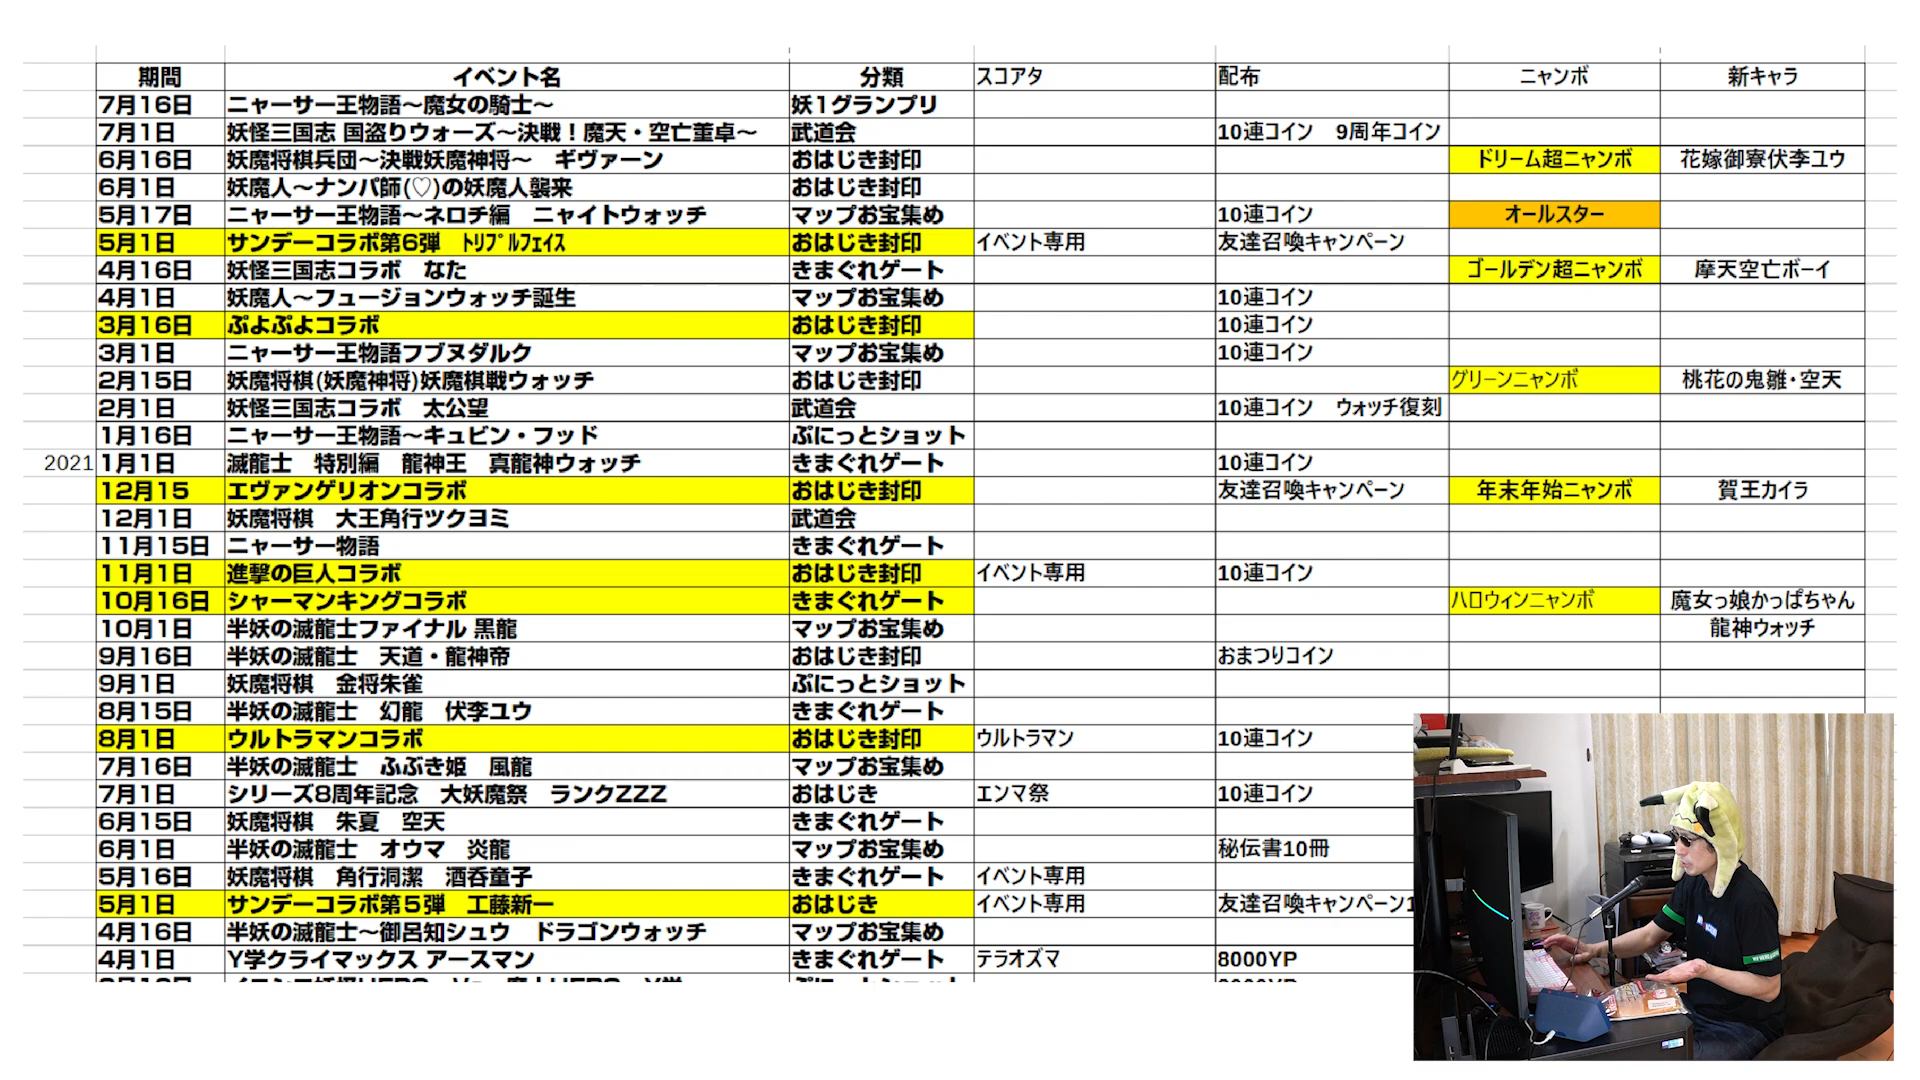 期間 イベント名 分類 スコアタ 配布 ニャンボ 新キャラ
7月16日 ニャーサー王物語～魔女の騎士～ 妖1グランプリ
7月1日 妖怪三国志 国盗りウォーズ～決戦！魔天・空亡董卓～ 武道会 10連コイン 9周年コイン
6月16日 妖魔将棋兵団～決戦妖魔神将～ ギヴァーン おはじき封印 ドリーム超ニャンボ 花嫁御寮伏李ユウ
6月1日 妖魔人～ナンパ師(♡)の妖魔人襲来 おはじき封印
5月17日 ニャーサー王物語～ネロチ編 ニャイトウォッチ マップお宝集め 10連コイン オールスター
5月1日 サンデーコラボ第6弾 ﾄﾘﾌﾟﾙﾌｪｲｽ おはじき封印 イベント専用 友達召喚キャンペーン
4月16日 妖怪三国志コラボ なた きまぐれゲート ゴールデン超ニャンボ 摩天空亡ボーイ
4月1日 妖魔人～フュージョンウォッチ誕生 マップお宝集め 10連コイン
3月16日 ぷよぷよコラボ おはじき封印 10連コイン
3月1日 ニャーサー王物語フブヌダルク マップお宝集め 10連コイン
2月15日 妖魔将棋(妖魔神将)妖魔棋戦ウォッチ おはじき封印 グリーンニャンボ 桃花の鬼雛・空天
2月1日 妖怪三国志コラボ 太公望 武道会 10連コイン ウォッチ復刻
1月16日 ニャーサー王物語～キュビン・フッド ぷにっとショット
2021 1月1日 滅龍士 特別編 龍神王 真龍神ウォッチ きまぐれゲート 10連コイン
12月15 エヴァンゲリオンコラボ おはじき封印 友達召喚キャンペーン 年末年始ニャンボ 賀王カイラ
12月1日 妖魔将棋 大王角行ツクヨミ 武道会
11月15日 ニャーサー物語 きまぐれゲート
11月1日 進撃の巨人コラボ おはじき封印 イベント専用 10連コイン
10月16日 シャーマンキングコラボ きまぐれゲート ハロウィンニャンボ 魔女っ娘かっぱちゃん
10月1日 半妖の滅龍士ファイナル 黒龍 マップお宝集め 龍神ウォッチ
9月16日 半妖の滅龍士 天道・龍神帝 おはじき封印 おまつりコイン
9月1日 妖魔将棋 金将朱雀 ぷにっとショット
8月15日 半妖の滅龍士 幻龍 伏李ユウ きまぐれゲート
8月1日 ウルトラマンコラボ おはじき封印 ウルトラマン 10連コイン
7月16日 半妖の滅龍士 ふぶき姫 風龍 マップお宝集め
7月1日 シリーズ8周年記念 大妖魔祭 ランクZZZ おはじき エンマ祭 10連コイン
6月15日 妖魔将棋 朱夏 空天 きまぐれゲート
6月1日 半妖の滅龍士 オウマ 炎龍 マップお宝集め 秘伝書10冊
5月16日 妖魔将棋 角行洞潔 酒呑童子 きまぐれゲート イベント専用
5月1日 サンデーコラボ第５弾 工藤新一 おはじき イベント専用 友達召喚キャンペーン1
4月16日 半妖の滅龍士～御呂知シュウ ドラゴンウォッチ マップお宝集め
4月1日 Y学クライマックス アースマン きまぐれゲート テラオズマ 8000YP